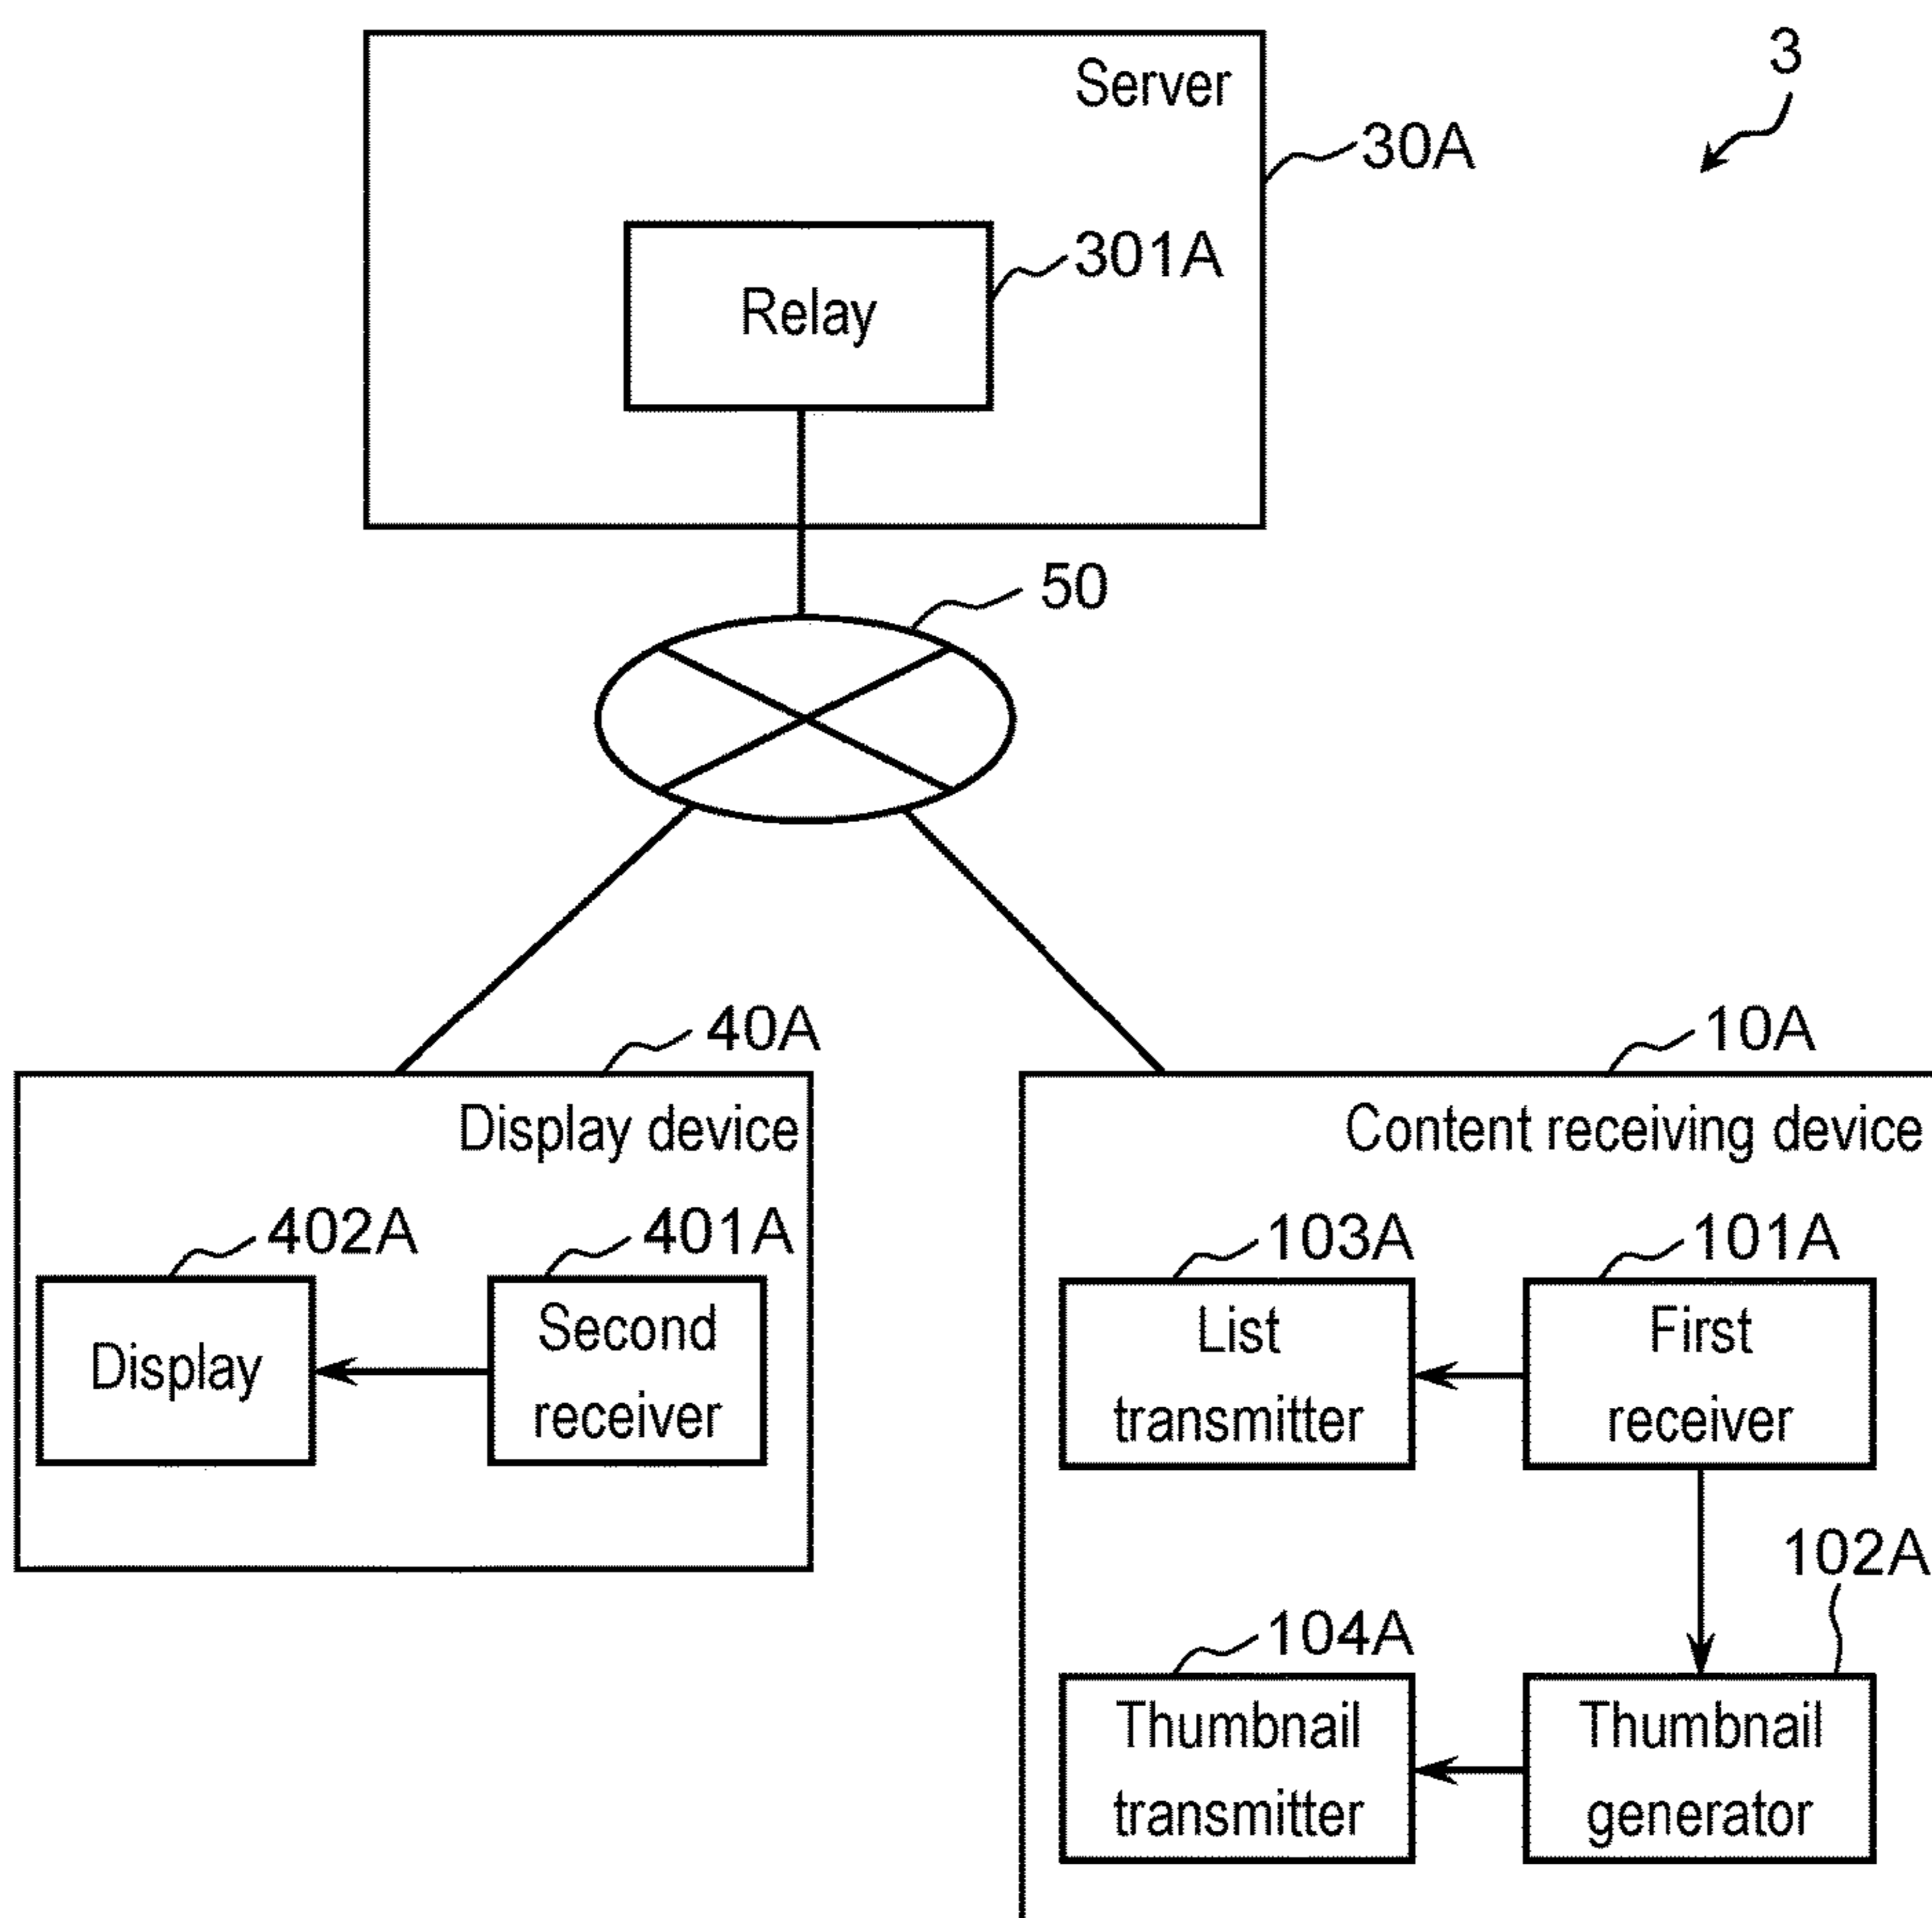 3
Server
30A
301A
Relay
50
40A
Display device
402A
401A
Display
Second
receiver
10A
Content receiving device
103A
101A
List
transmitter
First
receiver
102A
104A
Thumbnail
transmitter
Thumbnail
generator